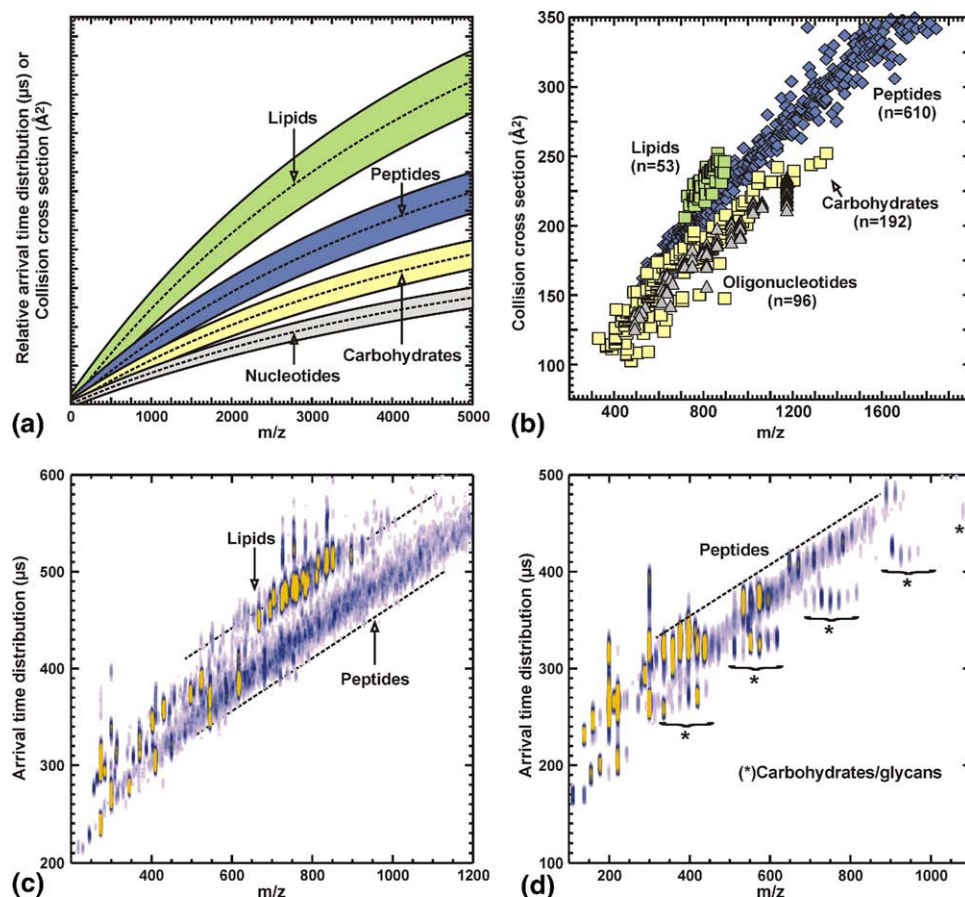 Relative arrival time distribution (µs) or
Collision cross section (Å²)
Lipids
Peptides
Carbohydrates
Nucleotides
0 1000 2000 3000 4000 5000
(a)
m/z
350
300
250
200
150
100
Collision cross section (Å²)
Peptides
(n=610)
Lipids
(n=53)
Carbohydrates
(n=192)
Oligonucleotides
(n=96)
400 800 1200 1600
(b)
m/z
600
500
400
300
200
Arrival time distribution (µs)
Lipids
Peptides
400 600 800 1000 1200
(c)
m/z
500
400
300
200
100
Arrival time distribution (µs)
Peptides
*
*
*
*
*
(*)Carbohydrates/glycans
200 400 600 800 1000
(d)
m/z